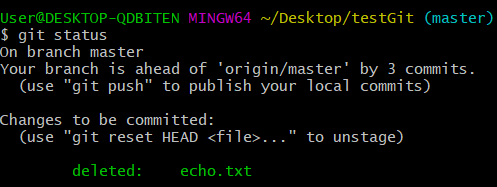 User@DESKTOP-QDBITEN MINGW64 ~/Desktop/testGit (master)
$ git status
On branch master
Your branch is ahead of 'origin/master' by 3 commits.
  (use "git push" to publish your local commits)

Changes to be committed:
  (use "git reset HEAD <file>..." to unstage)

        deleted:    echo.txt